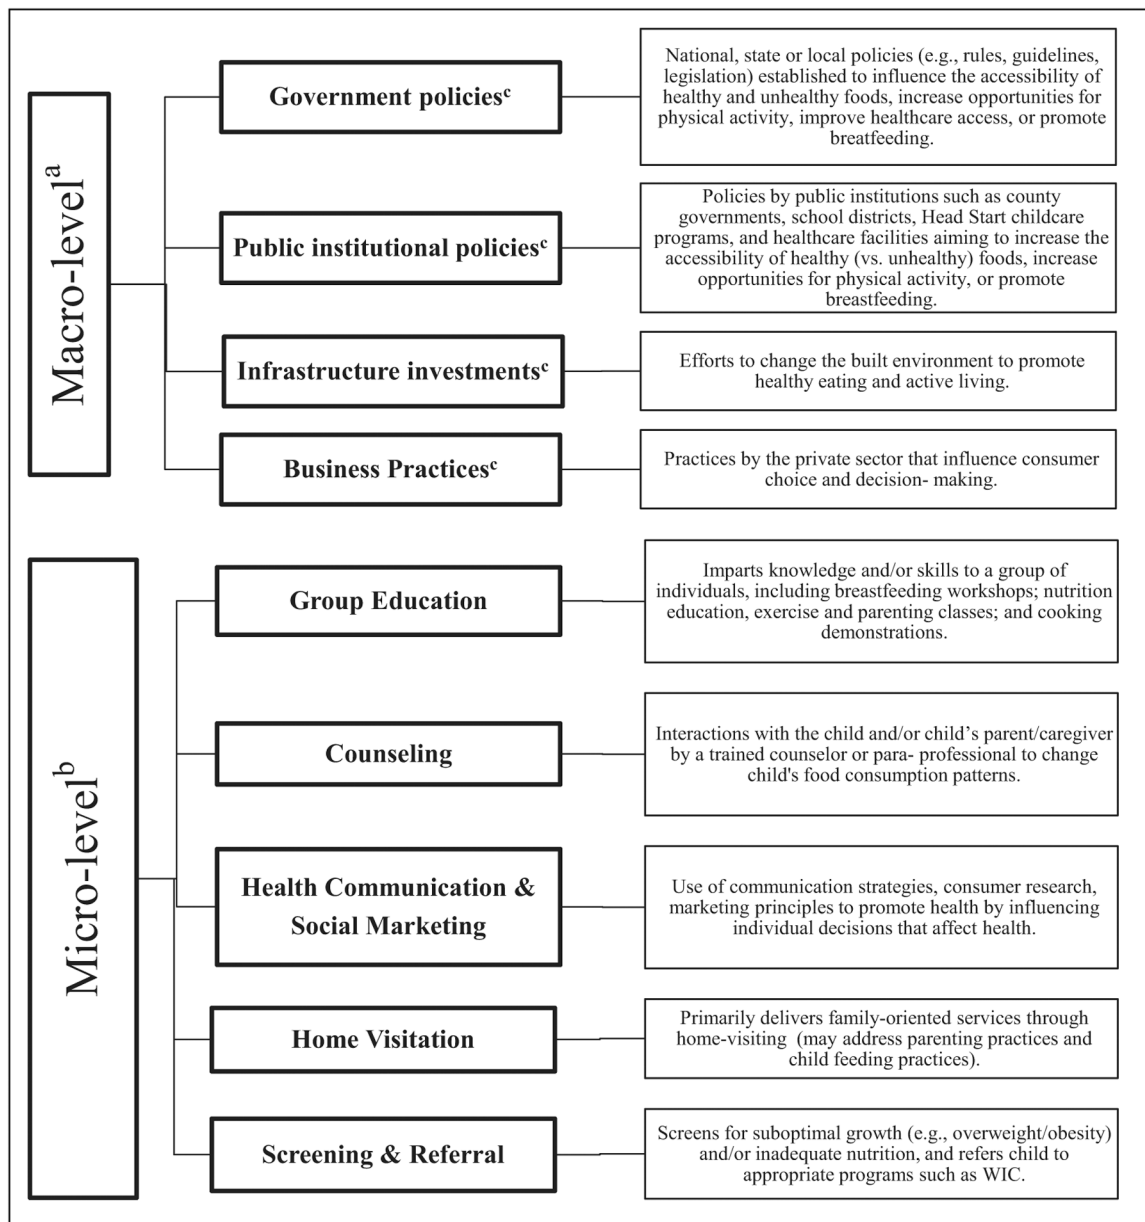 Macro-levelᵃ
Government policiesᶜ
National, state or local policies (e.g., rules, guidelines,
legislation) established to influence the accessibility of
healthy and unhealthy foods, increase opportunities for
physical activity, improve healthcare access, or promote
breastfeeding.
Public institutional policiesᶜ
Policies by public institutions such as county
governments, school districts, Head Start childcare
programs, and healthcare facilities aiming to increase the
accessibility of healthy (vs. unhealthy) foods, increase
opportunities for physical activity, or promote
breastfeeding.
Infrastructure investmentsᶜ
Efforts to change the built environment to promote
healthy eating and active living.
Business Practicesᶜ
Practices by the private sector that influence consumer
choice and decision- making.
Micro-levelᵇ
Group Education
Imparts knowledge and/or skills to a group of
individuals, including breastfeeding workshops; nutrition
education, exercise and parenting classes; and cooking
demonstrations.
Counseling
Interactions with the child and/or child’s parent/caregiver
by a trained counselor or para- professional to change
child's food consumption patterns.
Health Communication &
Social Marketing
Use of communication strategies, consumer research,
marketing principles to promote health by influencing
individual decisions that affect health.
Home Visitation
Primarily delivers family-oriented services through
home-visiting  (may address parenting practices and
child feeding practices).
Screening & Referral
Screens for suboptimal growth (e.g., overweight/obesity)
and/or inadequate nutrition, and refers child to
appropriate programs such as WIC.